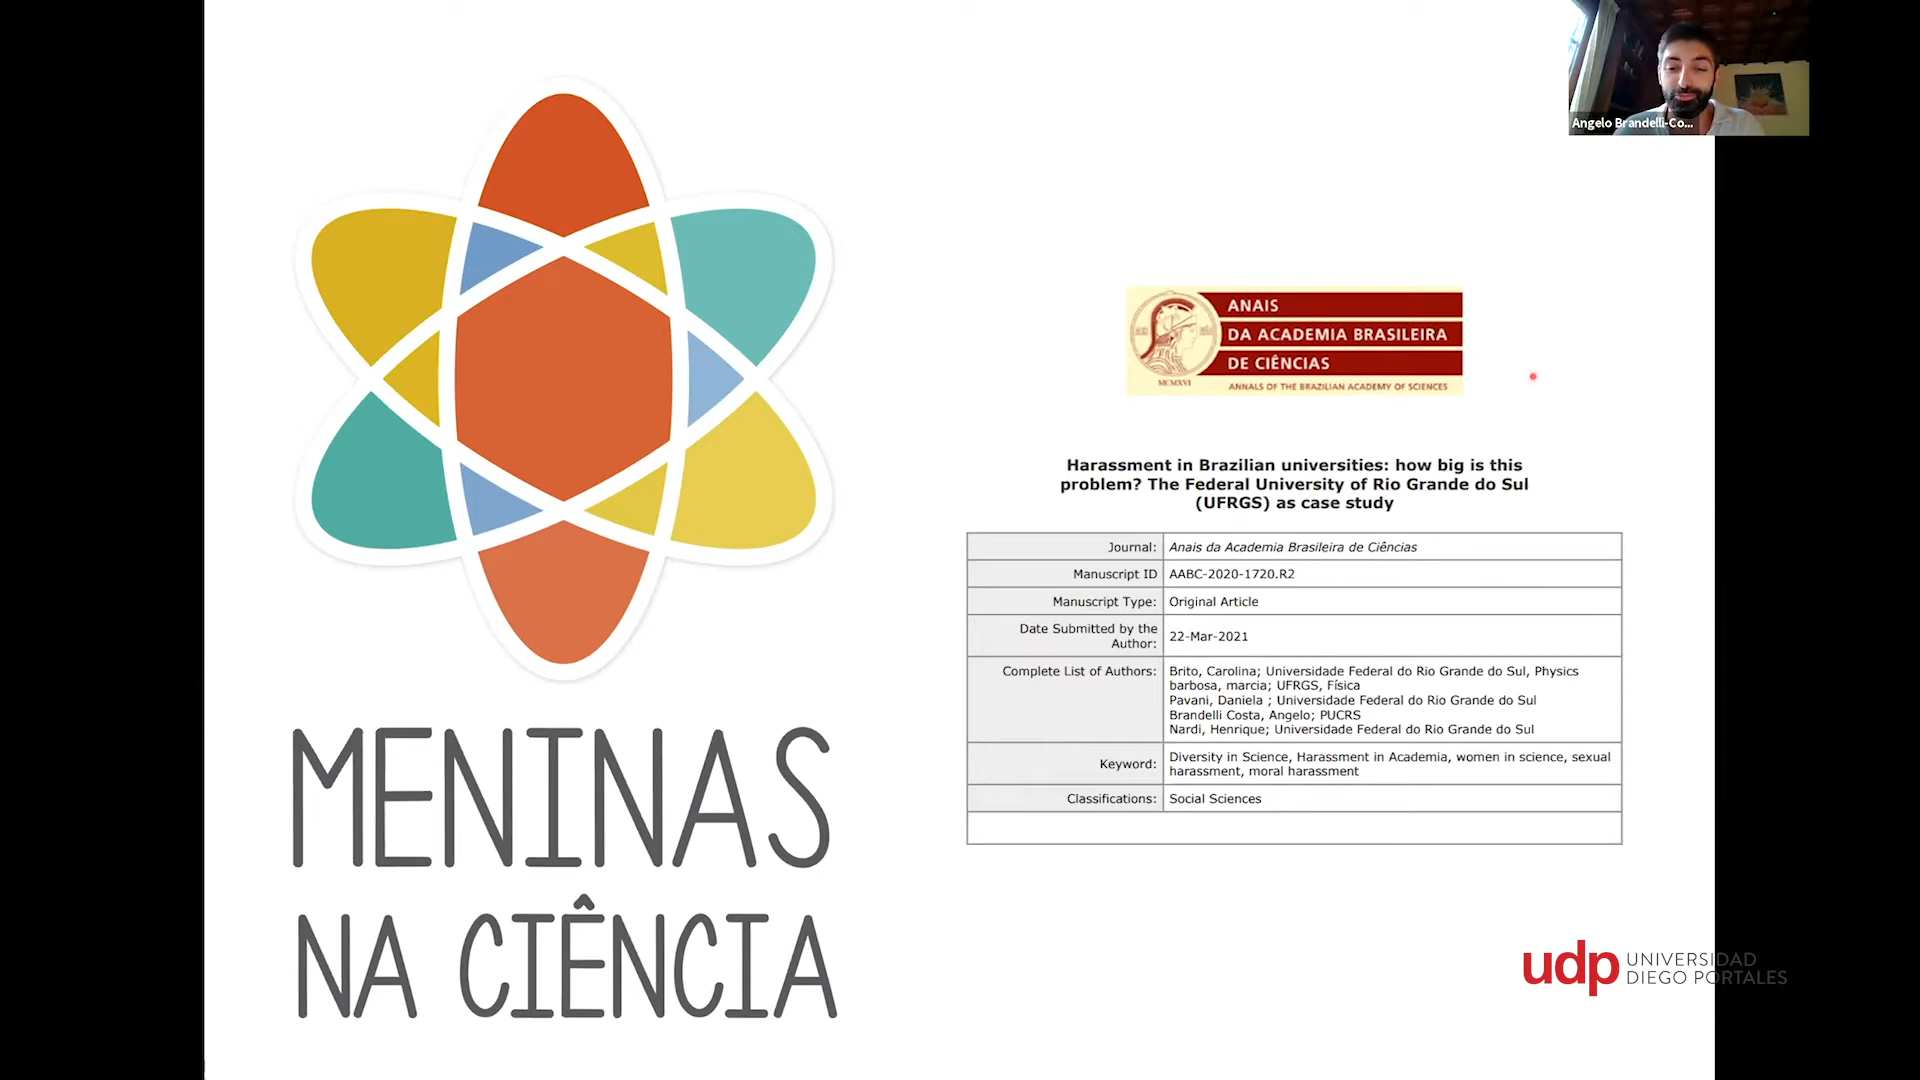 Angelo Brandelli-Co...
MENINAS
NA CIÊNCIA
ANAIS
DA ACADEMIA BRASILEIRA
DE CIÊNCIAS
MCMXVI
ANNALS OF THE BRAZILIAN ACADEMY OF SCIENCES
Harassment in Brazilian universities: how big is this
problem? The Federal University of Rio Grande do Sul
(UFRGS) as case study
Journal: Anais da Academia Brasileira de Ciências
Manuscript ID AABC-2020-1720.R2
Manuscript Type: Original Article
Date Submitted by the
Author: 22-Mar-2021
Complete List of Authors: Brito, Carolina; Universidade Federal do Rio Grande do Sul, Physics
barbosa, marcia; UFRGS, Física
Pavani, Daniela ; Universidade Federal do Rio Grande do Sul
Brandelli Costa, Angelo; PUCRS
Nardi, Henrique; Universidade Federal do Rio Grande do Sul
Keyword: Diversity in Science, Harassment in Academia, women in science, sexual
harassment, moral harassment
Classifications: Social Sciences
udp UNIVERSIDAD
DIEGO PORTALES